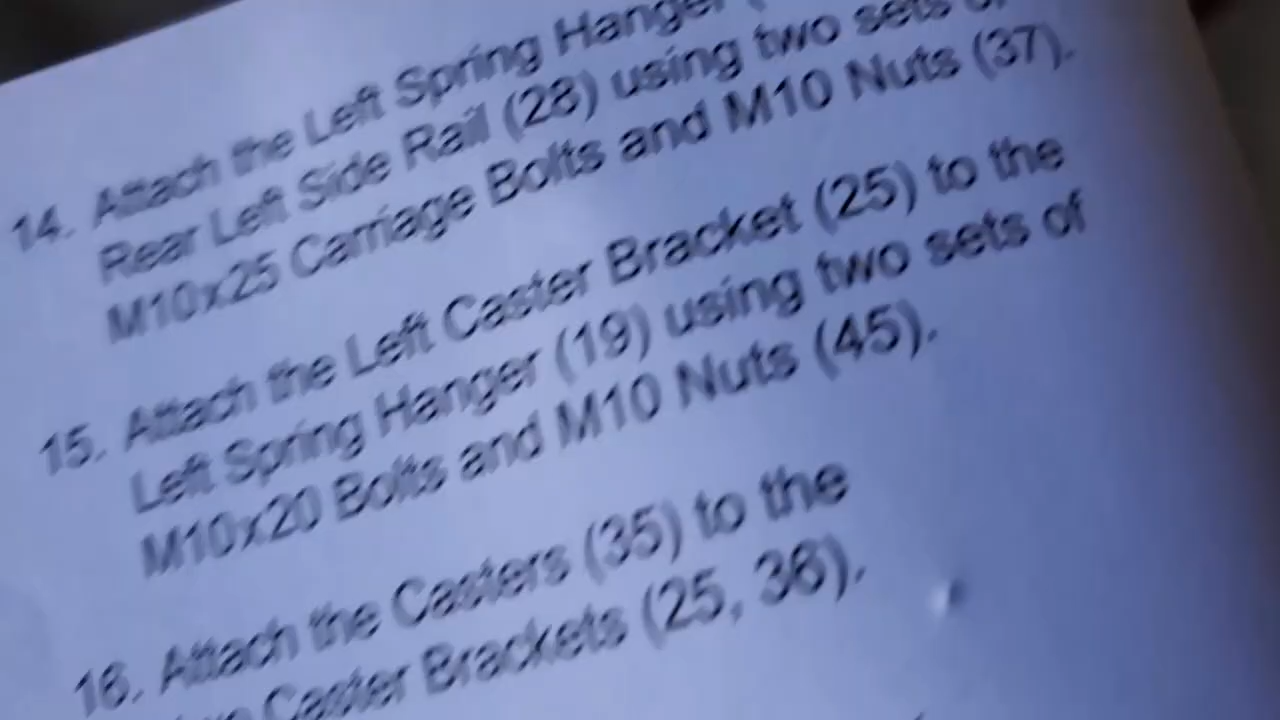 14. Attach the Left Spring Hanger
Rear Left Side Rail (28) using two sets of
M10x25 Carriage Bolts and M10 Nuts (37).
15. Attach the Left Caster Bracket (25) to the
Left Spring Hanger (19) using two sets of
M10x20 Bolts and M10 Nuts (45).
16. Attach the Casters (35) to the
Caster Brackets (25, 36).